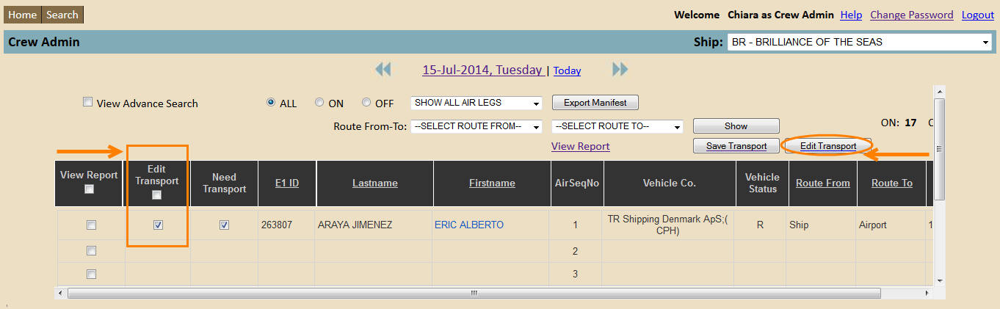 Home Search Welcome Chiara as Crew Admin Help Change Password Logout
Crew Admin Ship: BR - BRILLIANCE OF THE SEAS
15-Jul-2014, Tuesday | Today
View Advance Search ALL ON OFF SHOW ALL AIR LEGS Export Manifest
Route From-To: --SELECT ROUTE FROM-- --SELECT ROUTE TO-- Show ON: 17
View Report Save Transport Edit Transport
View Report Edit Transport Need Transport E1 ID Lastname Firstname AirSeqNo Vehicle Co. Vehicle Status Route From Route To
263807 ARAYA JIMENEZ ERIC ALBERTO 1 TR Shipping Denmark ApS;( CPH) R Ship Airport 1
2
3